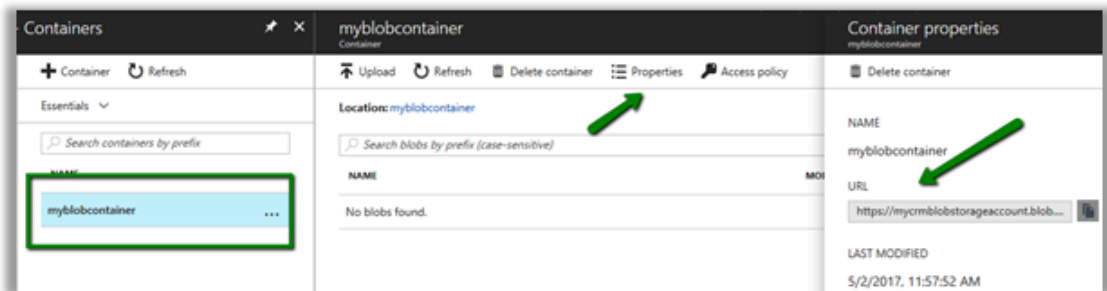 Containers
+ Container Refresh
Essentials
Search containers by prefix
NAME
myblobcontainer ...
myblobcontainer
Container
Upload Refresh Delete container Properties Access policy
Location: myblobcontainer
Search blobs by prefix (case-sensitive)
NAME MOD
No blobs found.
Container properties
myblobcontainer
Delete container
NAME
myblobcontainer
URL
https://mycrmblobstorageaccount.blob....
LAST MODIFIED
5/2/2017, 11:57:52 AM